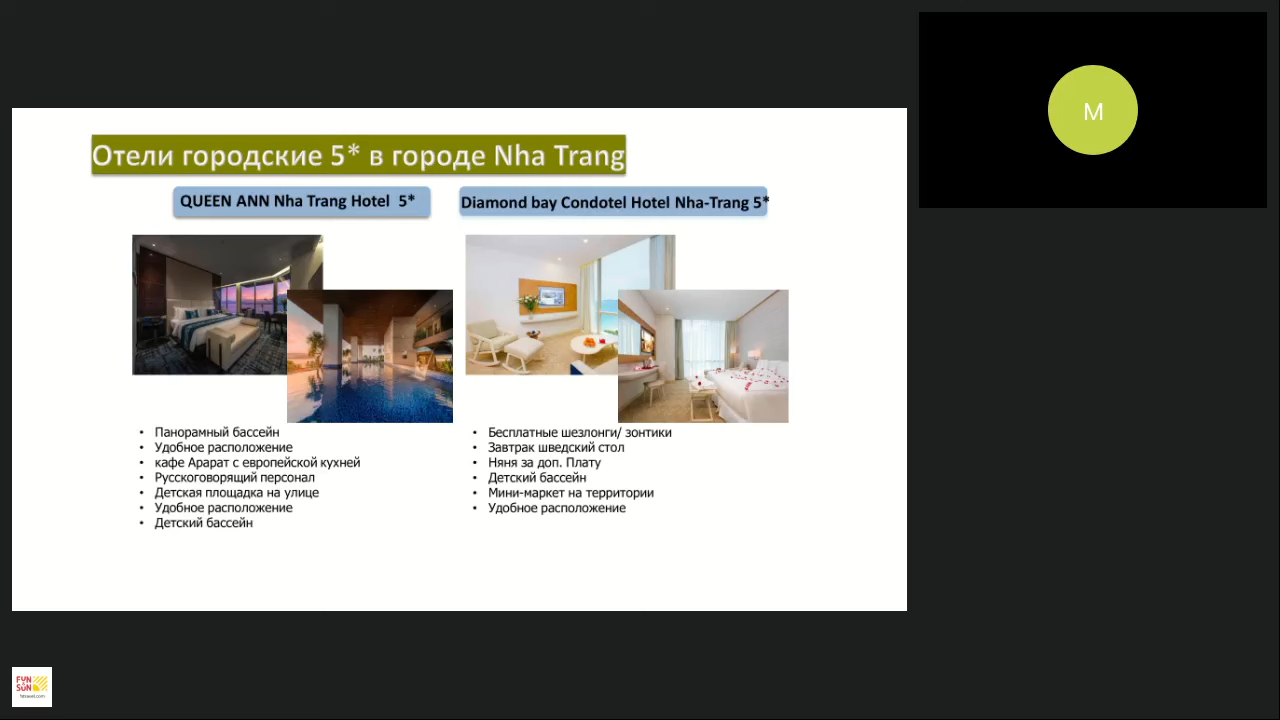 Отели городские 5* в городе Nha Trang
QUEEN ANN Nha Trang Hotel 5*
Diamond bay Condotel Hotel Nha-Trang 5*
• Панорамный бассейн
• Удобное расположение
• кафе Арарат с европейской кухней
• Русскоговорящий персонал
• Детская площадка на улице
• Удобное расположение
• Детский бассейн
• Бесплатные шезлонги/ зонтики
• Завтрак шведский стол
• Няня за доп. Плату
• Детский бассейн
• Мини-маркет на территории
• Удобное расположение
M
FUN
SUN
fstravel.com